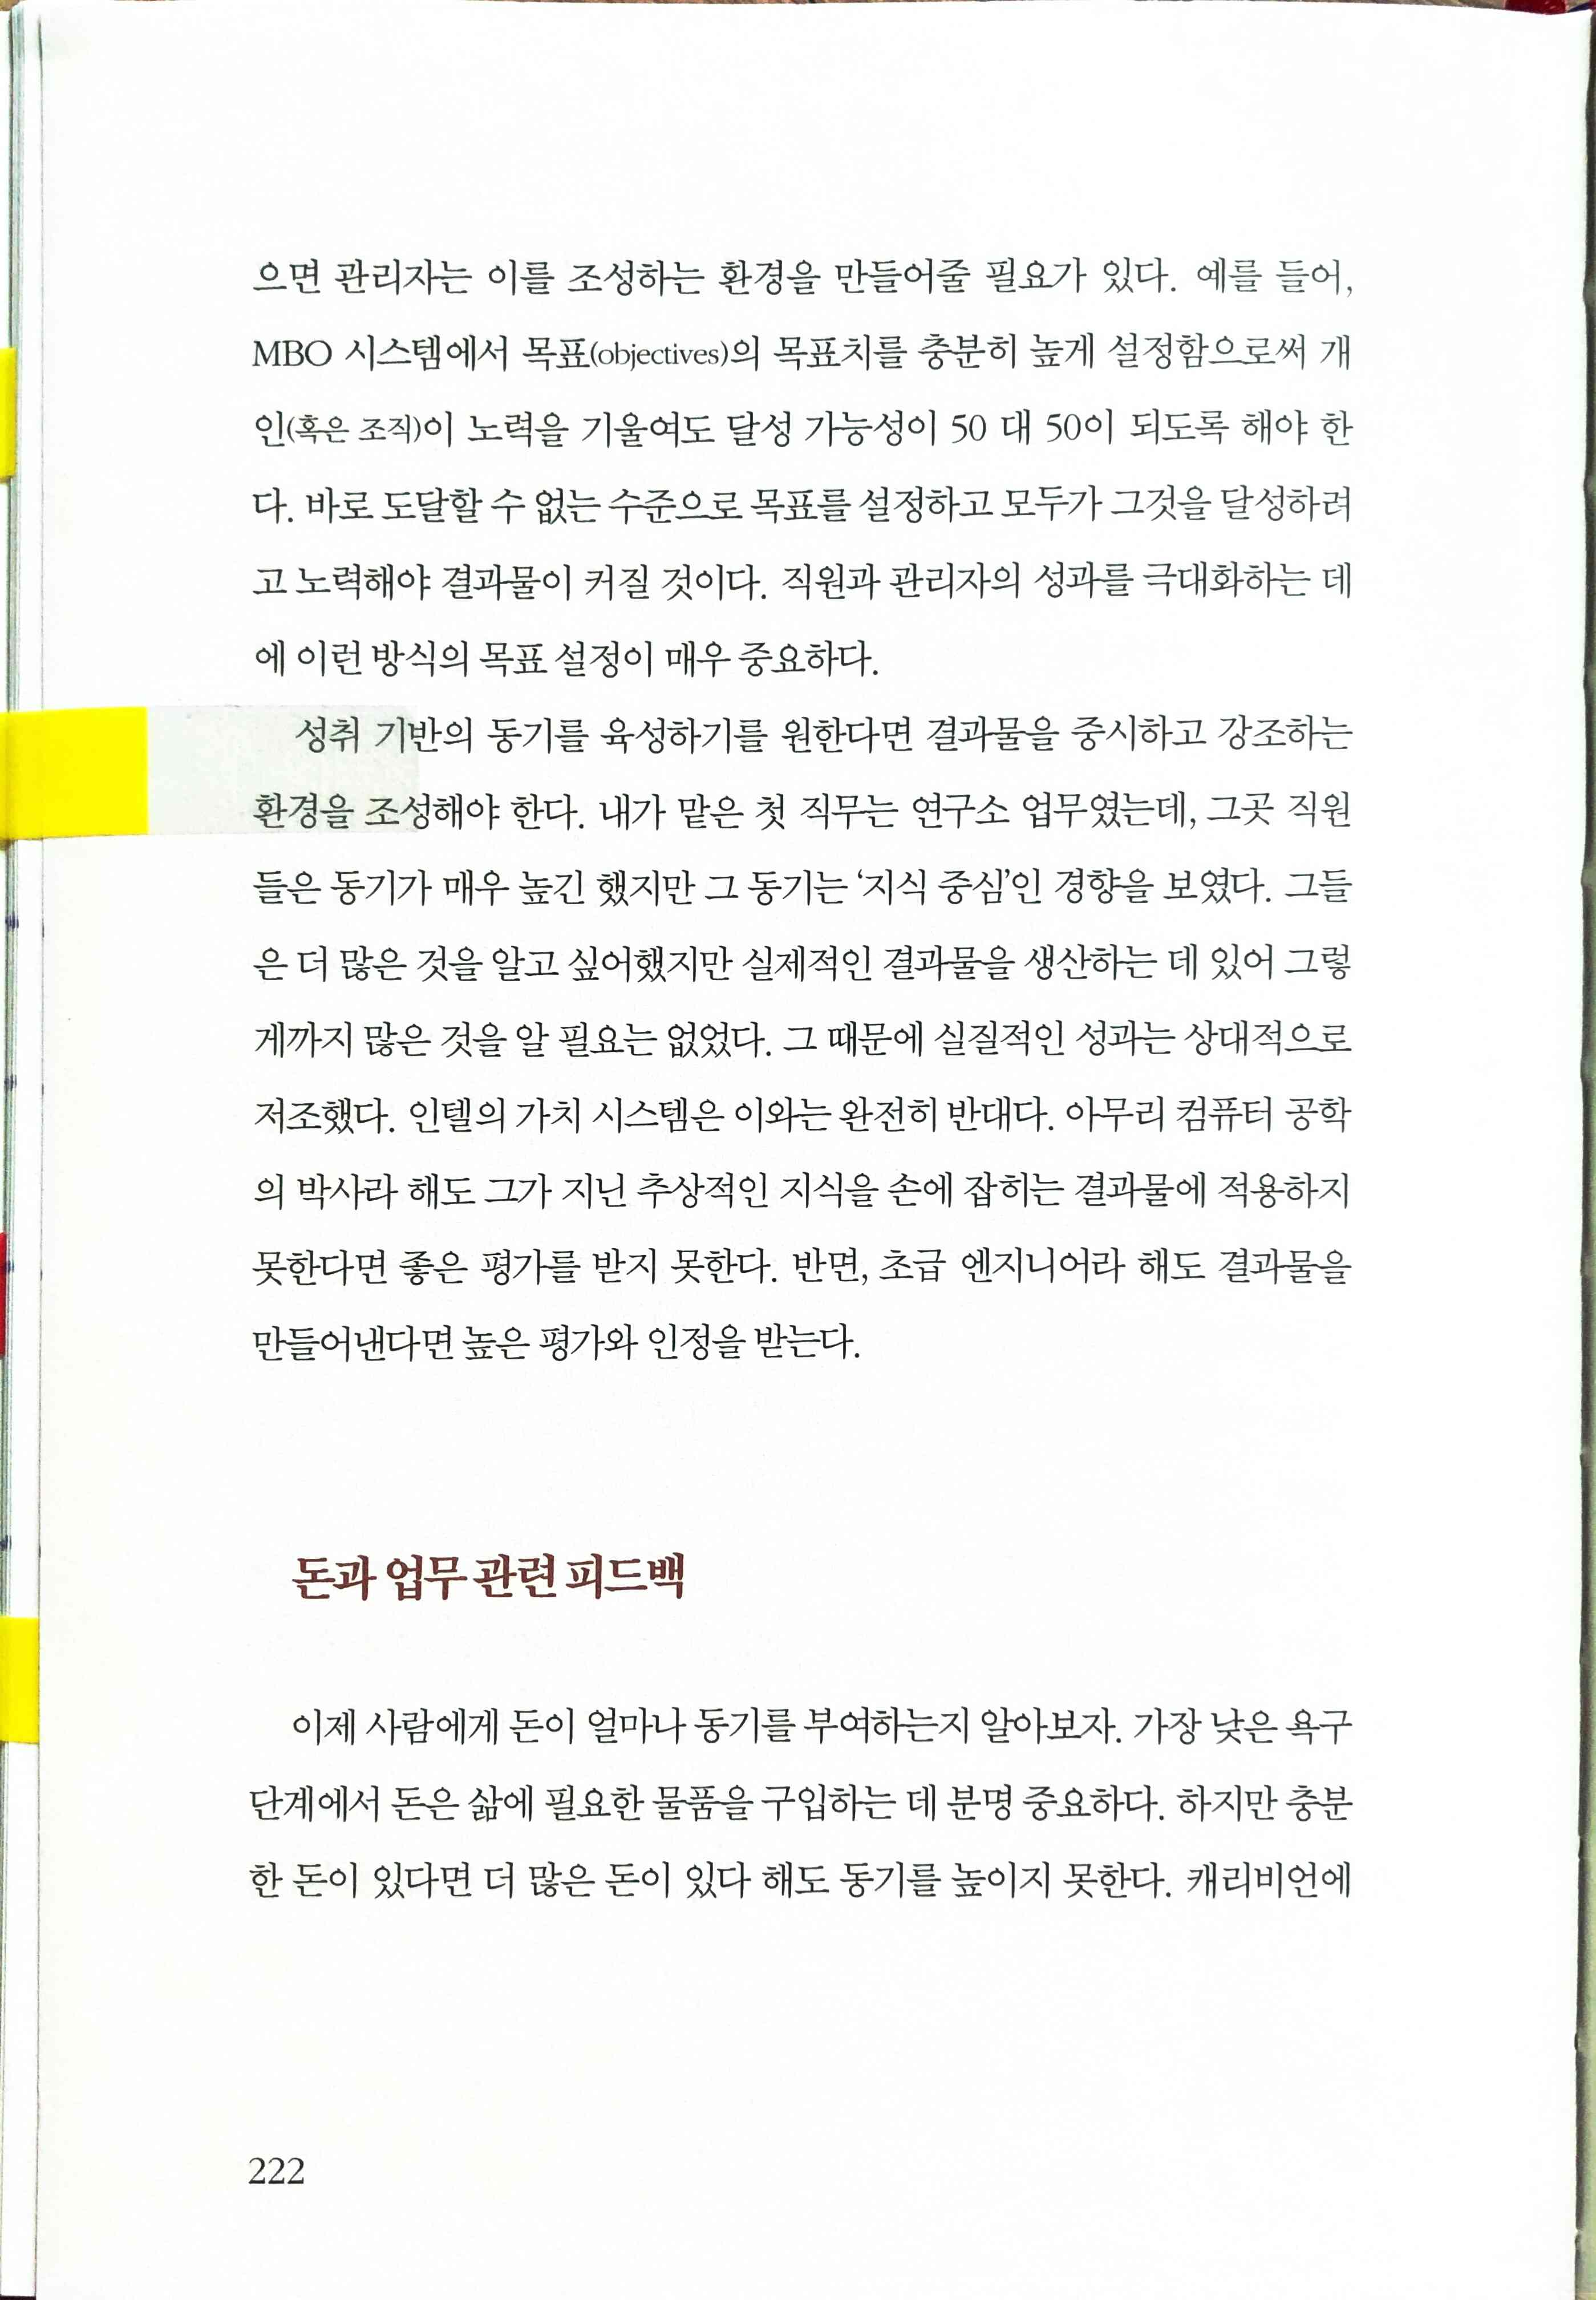 으면 관리자는 이를 조성하는 환경을 만들어줄 필요가 있다. 예를 들어,
MBO 시스템에서 목표(objectives)의 목표치를 충분히 높게 설정함으로써 개
인(혹은 조직)이 노력을 기울여도 달성 가능성이 50 대 50이 되도록 해야 한
다. 바로 도달할 수 없는 수준으로 목표를 설정하고 모두가 그것을 달성하려
고 노력해야 결과물이 커질 것이다. 직원과 관리자의 성과를 극대화하는 데
에 이런 방식의 목표 설정이 매우 중요하다.
성취 기반의 동기를 육성하기를 원한다면 결과물을 중시하고 강조하는
환경을 조성해야 한다. 내가 맡은 첫 직무는 연구소 업무였는데, 그곳 직원
들은 동기가 매우 높긴 했지만 그 동기는 ‘지식 중심’인 경향을 보였다. 그들
은 더 많은 것을 알고 싶어했지만 실제적인 결과물을 생산하는 데 있어 그렇
게까지 많은 것을 알 필요는 없었다. 그 때문에 실질적인 성과는 상대적으로
저조했다. 인텔의 가치 시스템은 이와는 완전히 반대다. 아무리 컴퓨터 공학
의 박사라 해도 그가 지닌 추상적인 지식을 손에 잡히는 결과물에 적용하지
못한다면 좋은 평가를 받지 못한다. 반면, 초급 엔지니어라 해도 결과물을
만들어낸다면 높은 평가와 인정을 받는다.
돈과 업무 관련 피드백
이제 사람에게 돈이 얼마나 동기를 부여하는지 알아보자. 가장 낮은 욕구
단계에서 돈은 삶에 필요한 물품을 구입하는 데 분명 중요하다. 하지만 충분
한 돈이 있다면 더 많은 돈이 있다 해도 동기를 높이지 못한다. 캐리비언에
222